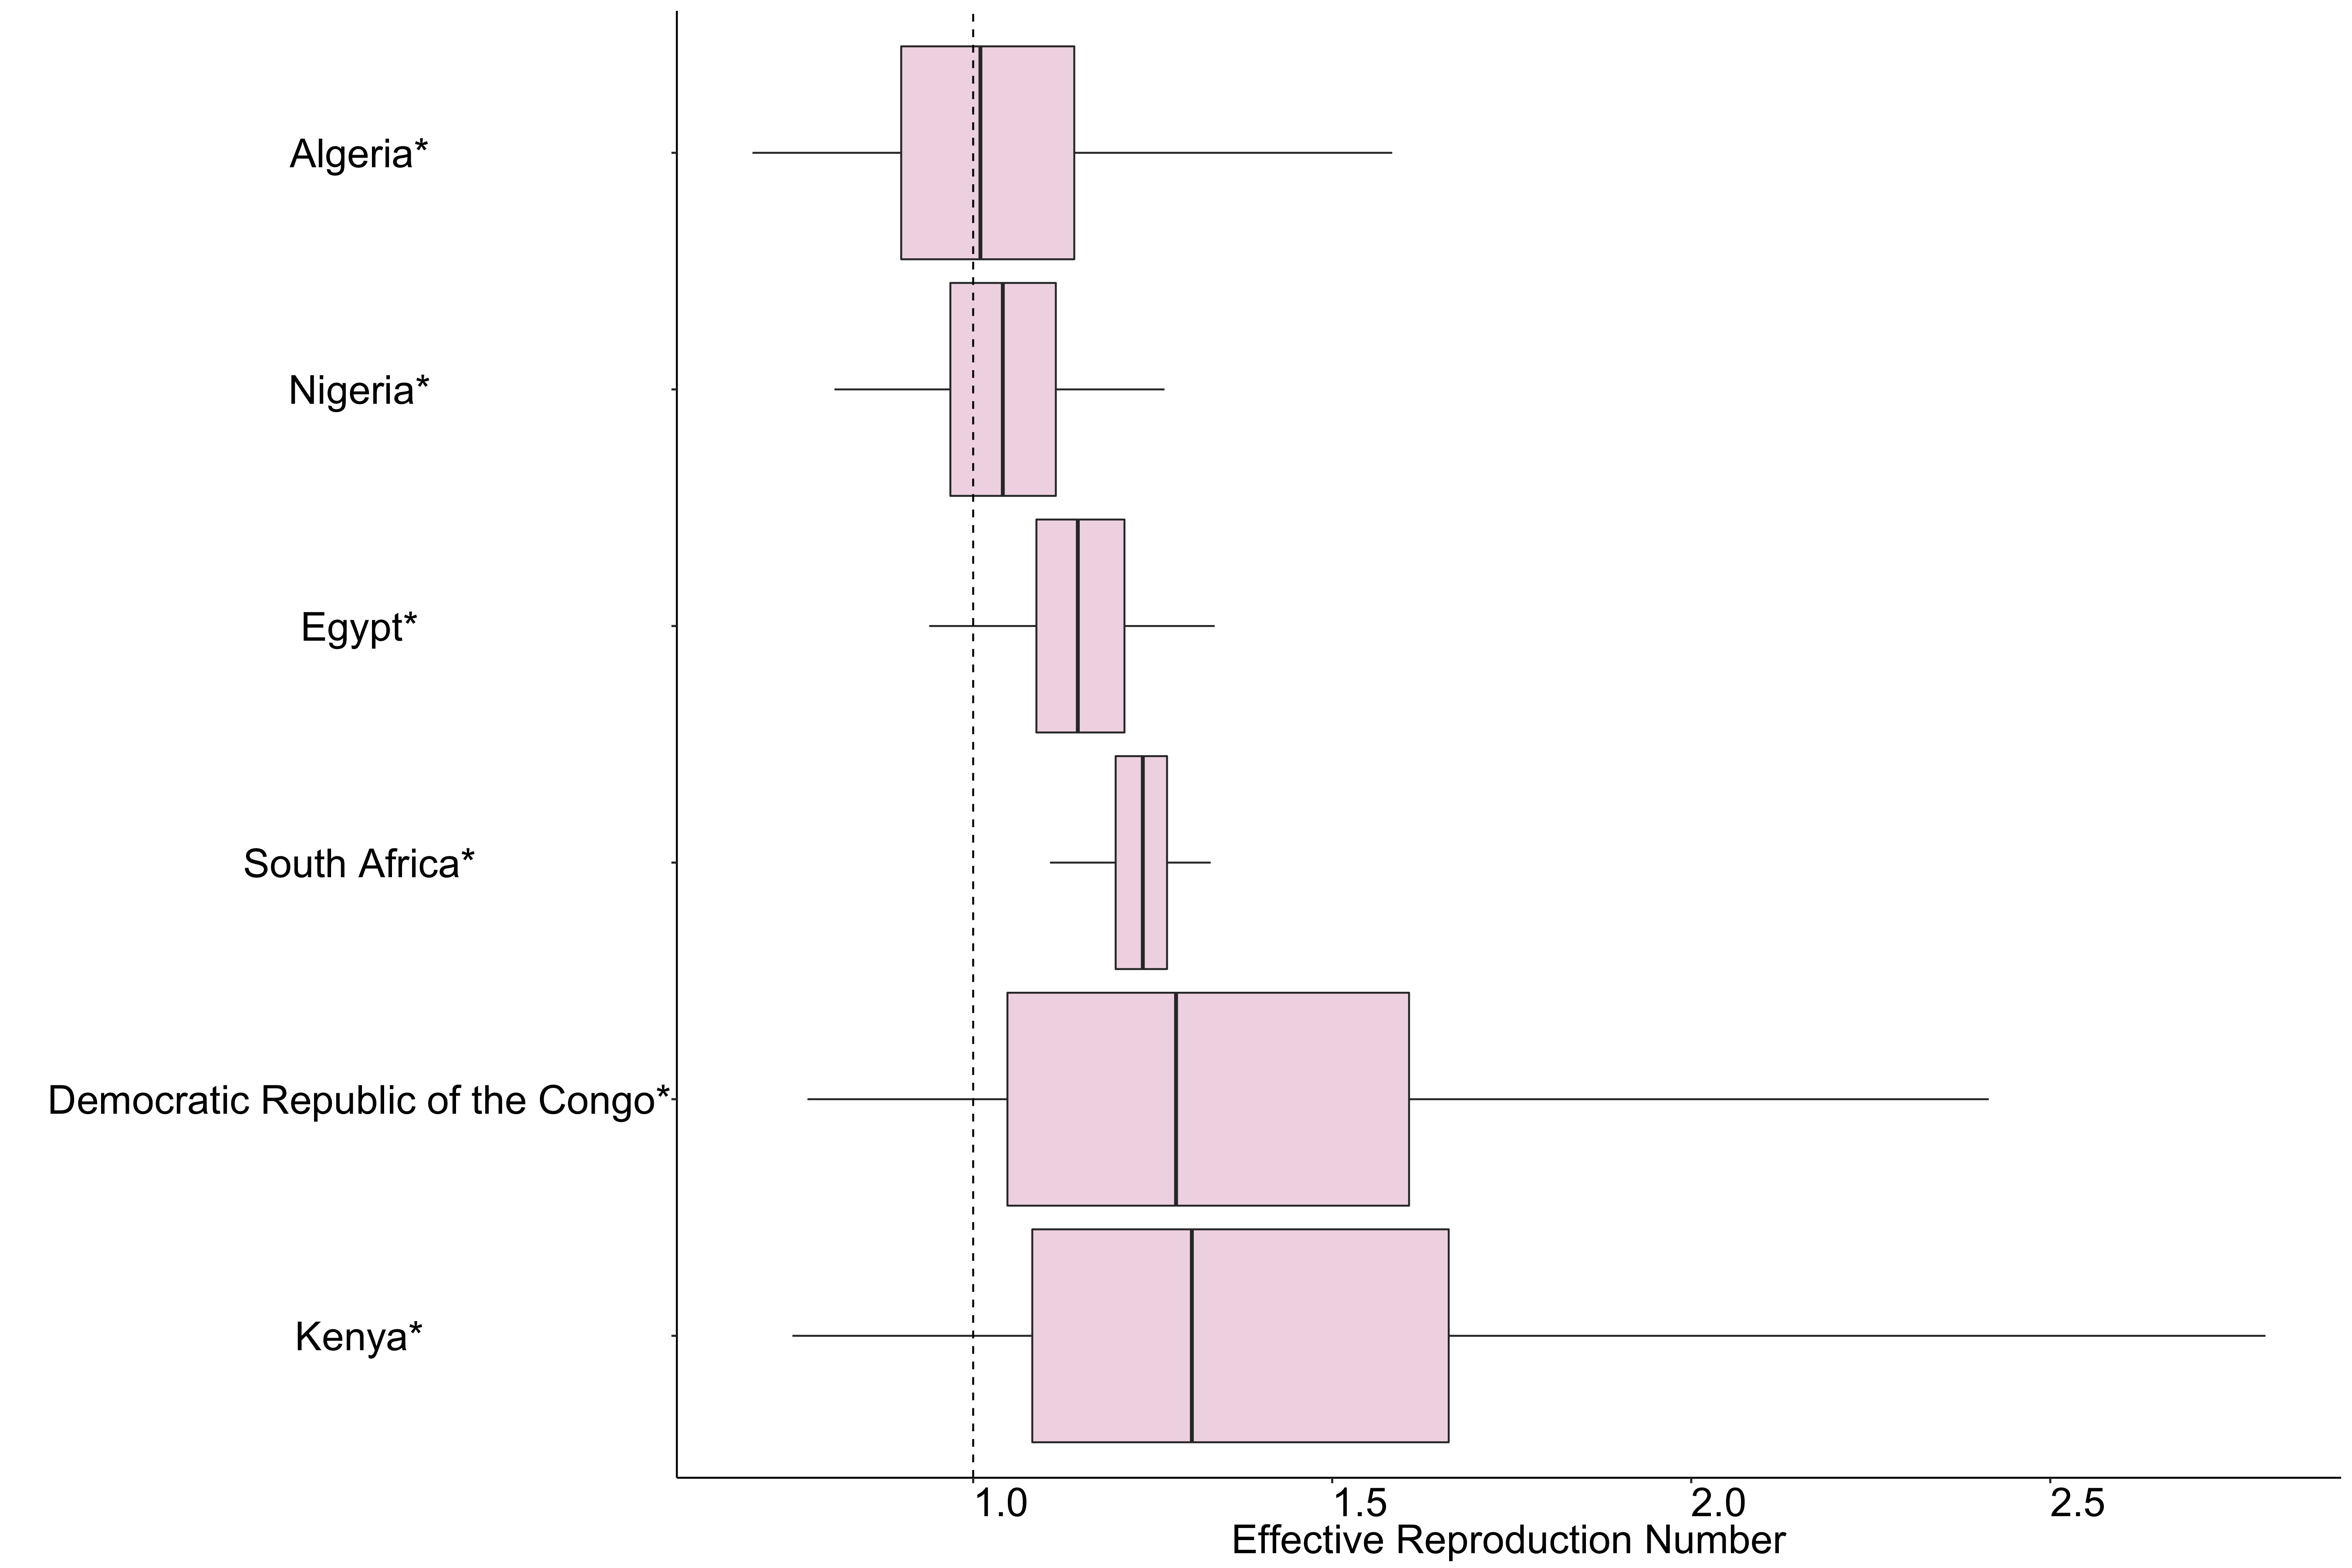 Algeria*
Nigeria*
Egypt*
South Africa*
Democratic Republic of the Congo*
Kenya*
1.0 1.5 2.0 2.5
Effective Reproduction Number